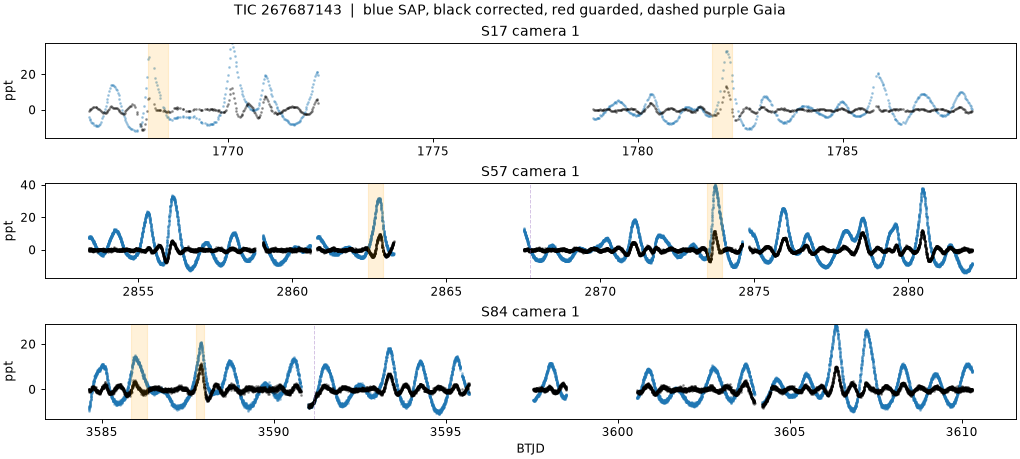 TIC 267687143 | blue SAP, black corrected, red guarded, dashed purple Gaia
S17 camera 1
ppt
20
0
1770
1775
1780
1785
S57 camera 1
ppt
40
20
0
2855
2860
2865
2870
2875
2880
S84 camera 1
ppt
20
0
3585
3590
3595
3600
3605
3610
BTJD